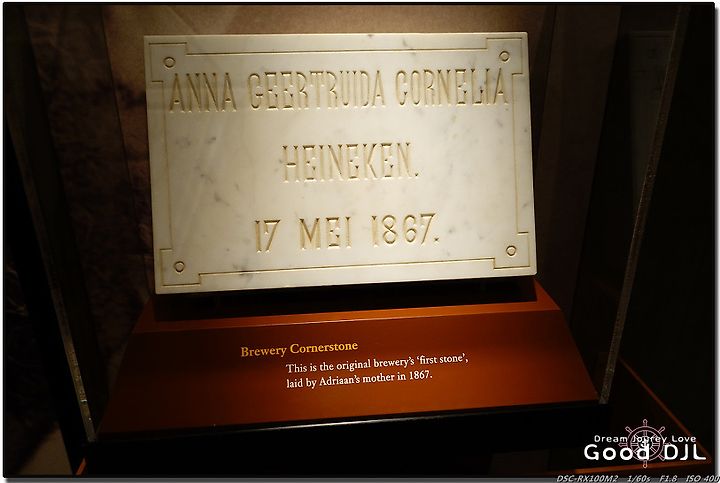 ANNA GEERTRUIDA CORNELIA
HEINEKEN.
17 MEI 1867.
Brewery Cornerstone
This is the original brewery's 'first stone',
laid by Adriaan's mother in 1867.
Dream Jourey Love
Good DJL
DSC-RX100M2 1/60s F1.8 ISO 400